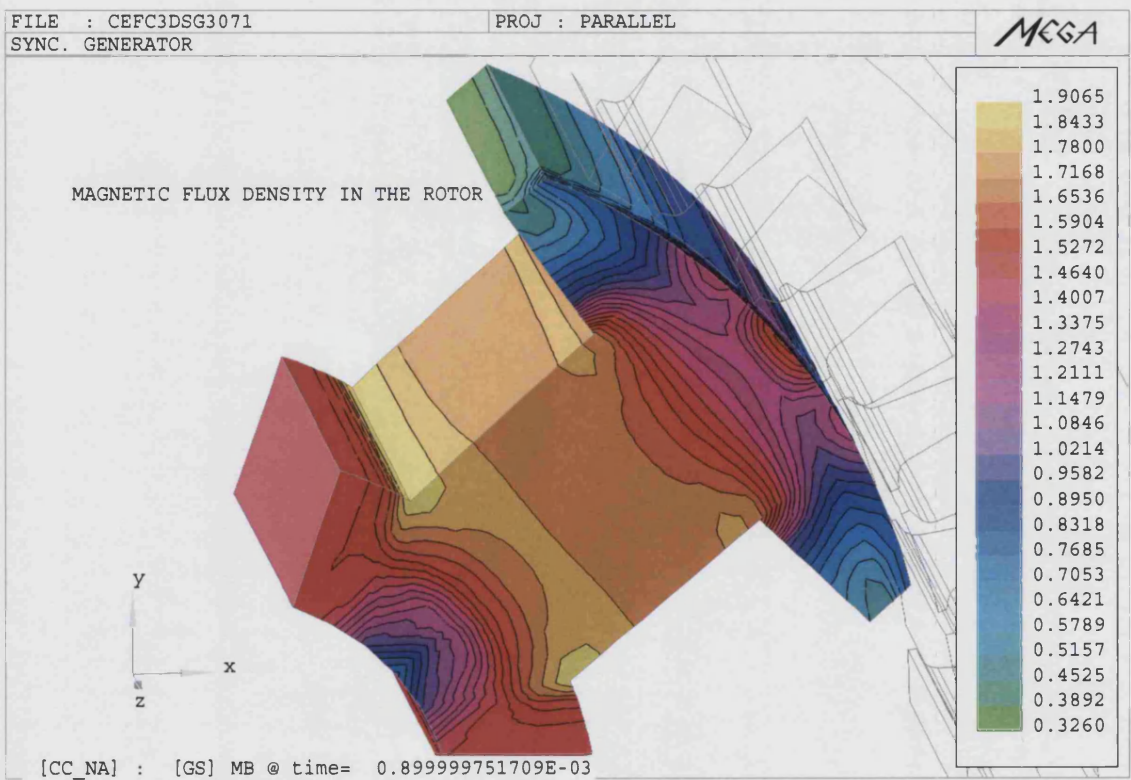 FILE : CEFC3DSG3071
PROJ : PARALLEL
MEGA
SYNC. GENERATOR
MAGNETIC FLUX DENSITY IN THE ROTOR
1.9065
1.8433
1.7800
1.7168
1.6536
1.5904
1.5272
1.4640
1.4007
1.3375
1.2743
1.2111
1.1479
1.0846
1.0214
0.9582
0.8950
0.8318
0.7685
0.7053
0.6421
0.5789
0.5157
0.4525
0.3892
0.3260
y
x
z
[CC_NA] : [GS] MB @ time= 0.8999999751709E-03